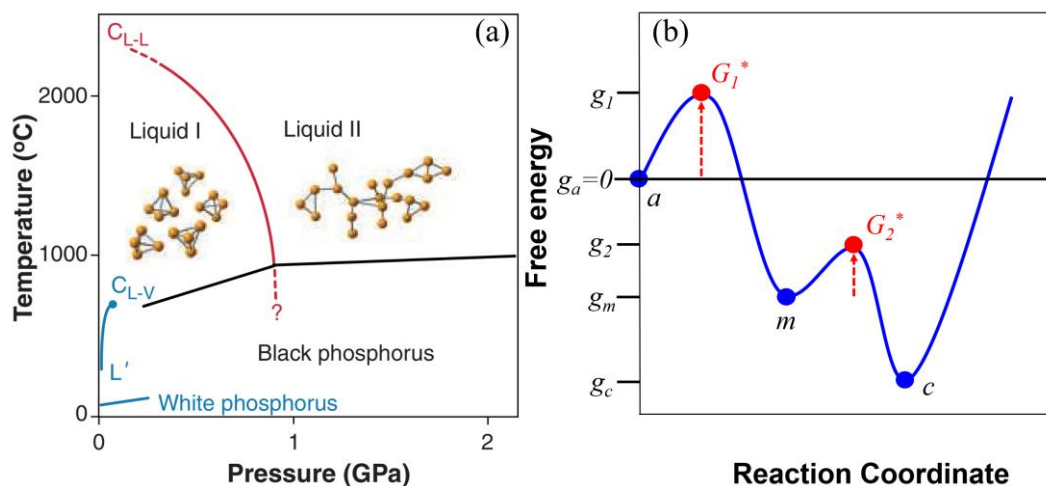 (a)
C_L-L
2000
Liquid I
Liquid II
Temperature (°C)
1000
C_L-V
?
Black phosphorus
L′
White phosphorus
0
0
1
2
Pressure (GPa)
(b)
G_1^*
g_1
g_a=0
a
Free energy
G_2^*
g_2
g_m
m
g_c
c
Reaction Coordinate